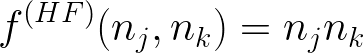 f^{(HF)}(n_j, n_k) = n_j n_k